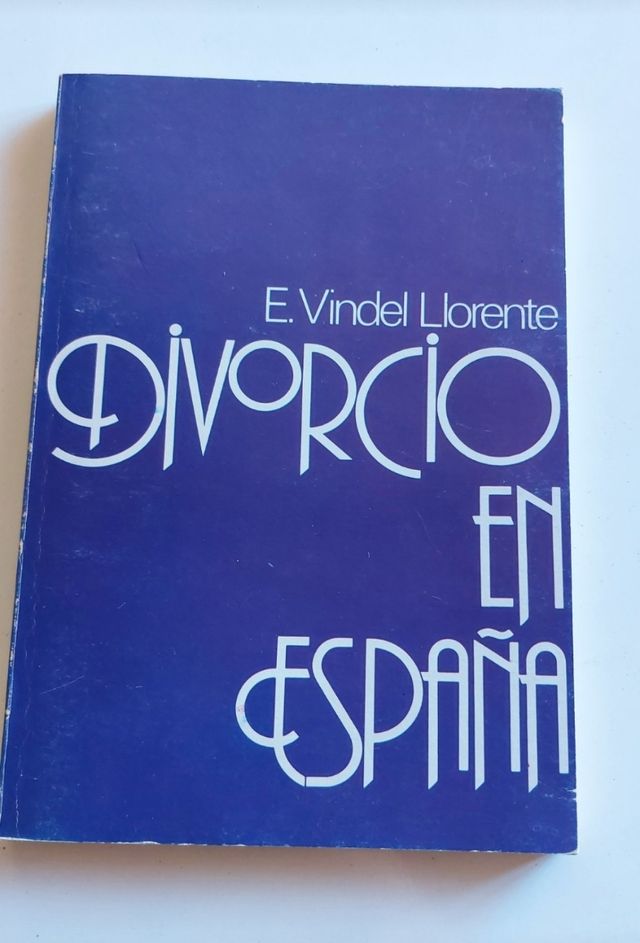 E. Vindel Llorente
DIVORCIO
EN
ESPAÑA